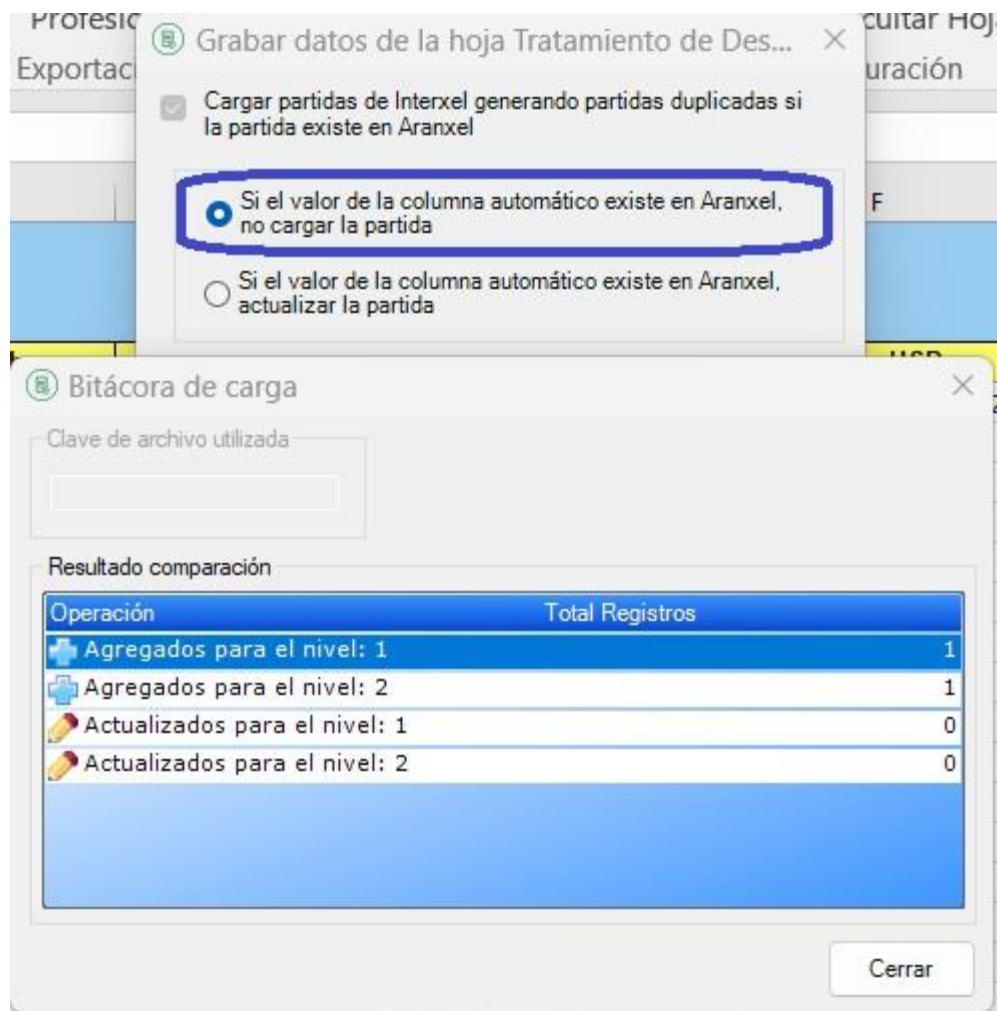 Exportac
Grabar datos de la hoja Tratamiento de Des...
uración
Cargar partidas de Interxel generando partidas duplicadas si
la partida existe en Aranxel
Si el valor de la columna automático existe en Aranxel,
no cargar la partida
F
Si el valor de la columna automático existe en Aranxel,
actualizar la partida
Bitácora de carga
Clave de archivo utilizada
Resultado comparación
Operación Total Registros
Agregados para el nivel: 1 1
Agregados para el nivel: 2 1
Actualizados para el nivel: 1 0
Actualizados para el nivel: 2 0
Cerrar